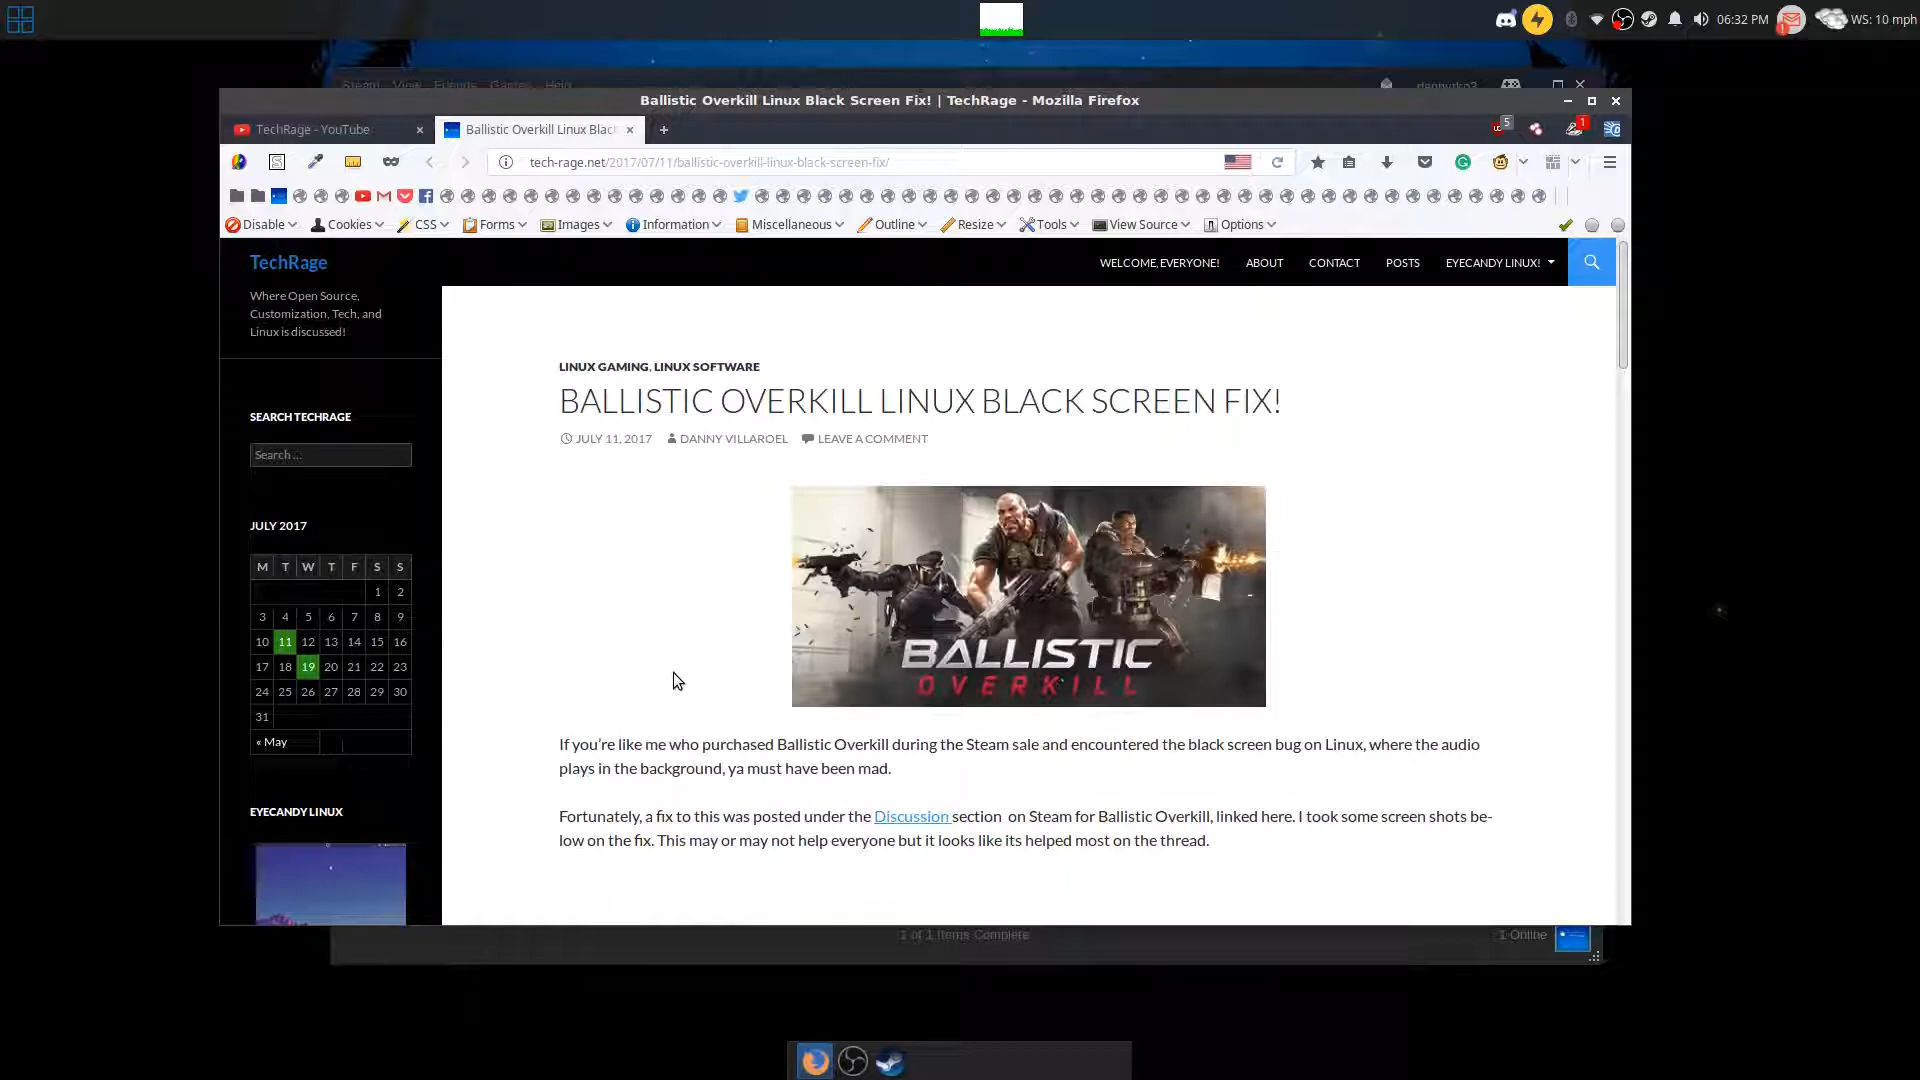 06:32 PM
WS: 10 mph
Steam View Friends Games Help
Ballistic Overkill Linux Black Screen Fix! | TechRage - Mozilla Firefox
TechRage - YouTube
Ballistic Overkill Linux Blac
5
1
tech-rage.net/2017/07/11/ballistic-overkill-linux-black-screen-fix/
Disable Cookies CSS Forms Images Information Miscellaneous Outline Resize Tools View Source Options
TechRage
WELCOME, EVERYONE! ABOUT CONTACT POSTS EYECANDY LINUX!
Where Open Source,
Customization, Tech, and
Linux is discussed!
SEARCH TECHRAGE
Search ...
JULY 2017
M T W T F S S
1 2
3 4 5 6 7 8 9
10 11 12 13 14 15 16
17 18 19 20 21 22 23
24 25 26 27 28 29 30
31
« May
EYECANDY LINUX
LINUX GAMING, LINUX SOFTWARE
BALLISTIC OVERKILL LINUX BLACK SCREEN FIX!
JULY 11, 2017 DANNY VILLAROEL LEAVE A COMMENT
BALLISTIC
OVERKILL
If you’re like me who purchased Ballistic Overkill during the Steam sale and encountered the black screen bug on Linux, where the audio
plays in the background, ya must have been mad.
Fortunately, a fix to this was posted under the Discussion section on Steam for Ballistic Overkill, linked here. I took some screen shots be-
low on the fix. This may or may not help everyone but it looks like its helped most on the thread.
1 of 1 Items Complete
1 Online